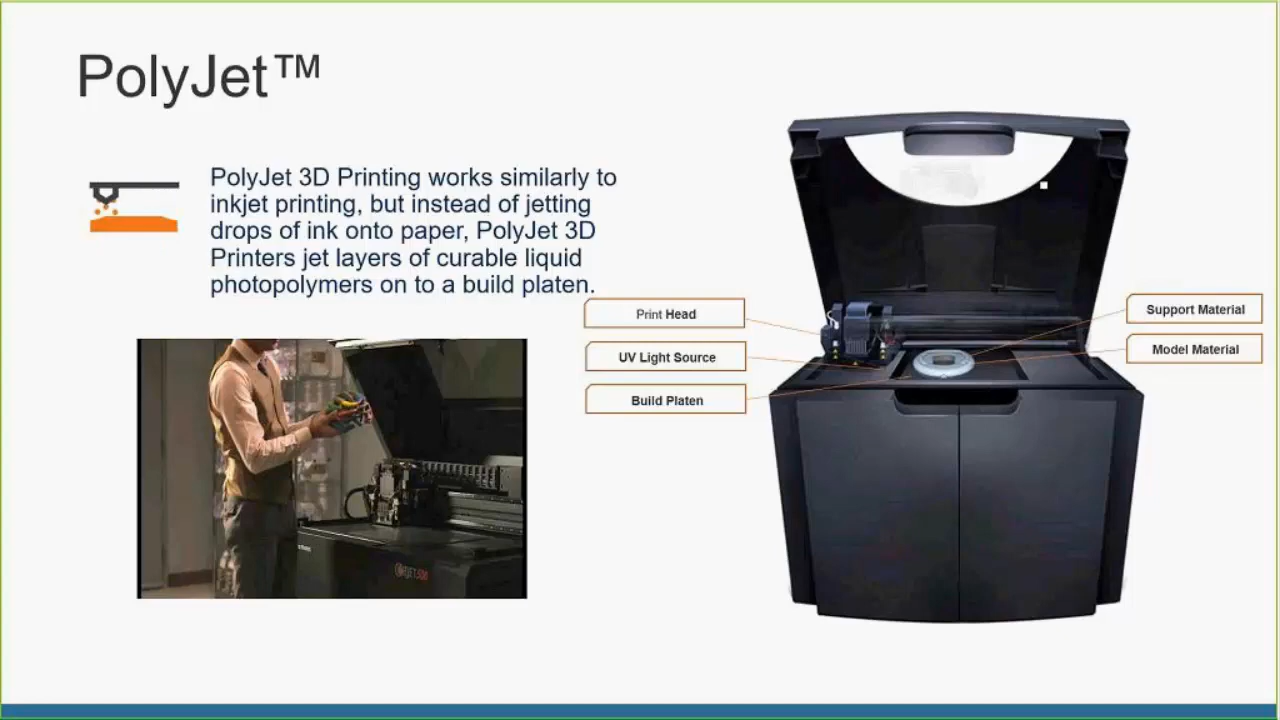 PolyJet™
PolyJet 3D Printing works similarly to
inkjet printing, but instead of jetting
drops of ink onto paper, PolyJet 3D
Printers jet layers of curable liquid
photopolymers on to a build platen.
Print Head
UV Light Source
Build Platen
Support Material
Model Material